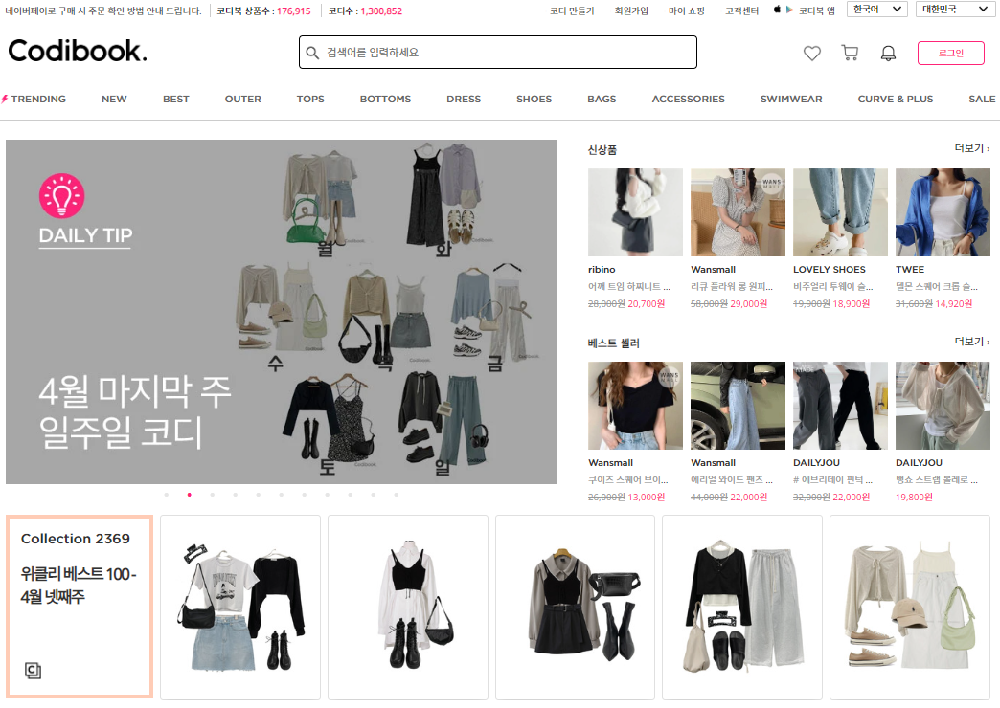 네이버페이로 구매 시 주문 확인 방법 안내 드립니다. 코디북 상품수 : 176,915 코디수 : 1,300,852 · 코디 만들기 · 회원가입 · 마이 쇼핑 · 고객센터 코디북 앱 한국어 대한민국
Codibook.
검색어를 입력하세요
로그인
TRENDING NEW BEST OUTER TOPS BOTTOMS DRESS SHOES BAGS ACCESSORIES SWIMWEAR CURVE & PLUS SALE
DAILY TIP
월 화
수 목 금
토 일
4월 마지막 주
일주일 코디
신상품 더보기 ›
WANS MALL
ribino Wansmall LOVELY SHOES TWEE
어깨 트임 하찌니트 ... 리큐 플라워 롱 원피... 비주얼리 투웨이 슬... 델몬 스퀘어 크롭 슬...
28,000원 20,700원 58,000원 29,000원 19,900원 18,900원 31,600원 14,920원
베스트 셀러 더보기 ›
WANS MALL
Wansmall Wansmall DAILYJOU DAILYJOU
쿠이즈 스퀘어 브이... 에리얼 와이드 팬츠 ... # 에브리데이 핀턱 ... 뱅쇼 스트랩 볼레로 ...
26,000원 13,000원 44,000원 22,000원 32,000원 22,000원 19,800원
Collection 2369
위클리 베스트 100 -
4월 넷째주